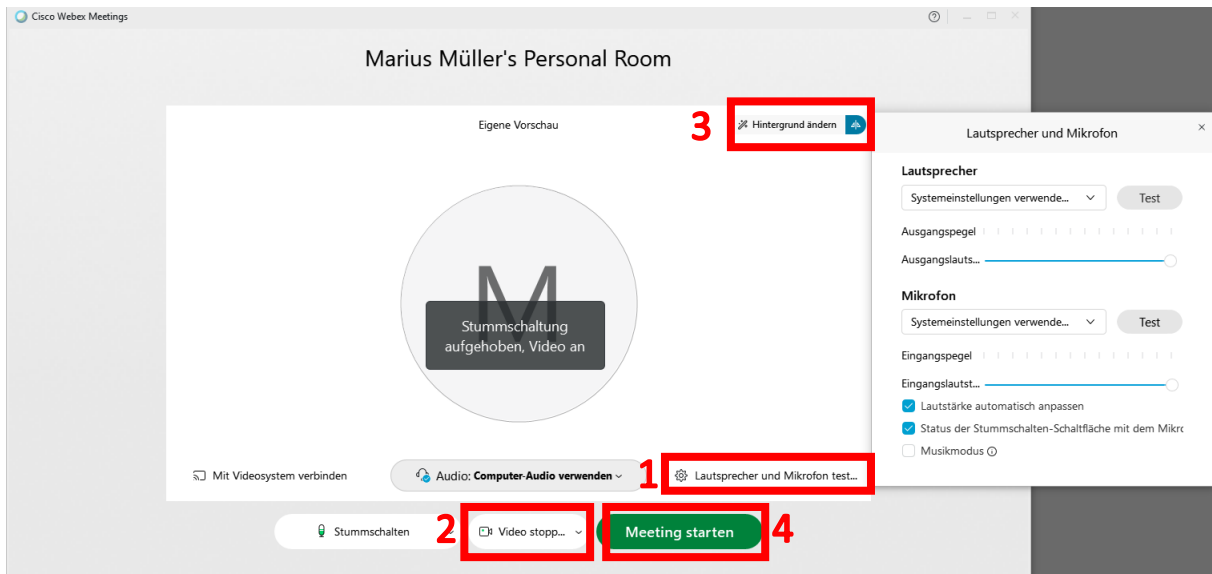 Cisco Webex Meetings
Marius Müller's Personal Room
Eigene Vorschau
3
Hintergrund ändern
M
Stummschaltung
aufgehoben, Video an
Mit Videosystem verbinden
Audio: Computer-Audio verwenden
1
Lautsprecher und Mikrofon test...
Stummschalten
2
Video stopp...
Meeting starten
4
Lautsprecher und Mikrofon
Lautsprecher
Systemeinstellungen verwende...
Test
Ausgangspegel
Ausgangslauts...
Mikrofon
Systemeinstellungen verwende...
Test
Eingangspegel
Eingangslautst...
Lautstärke automatisch anpassen
Status der Stummschalten-Schaltfläche mit dem Mikrc
Musikmodus